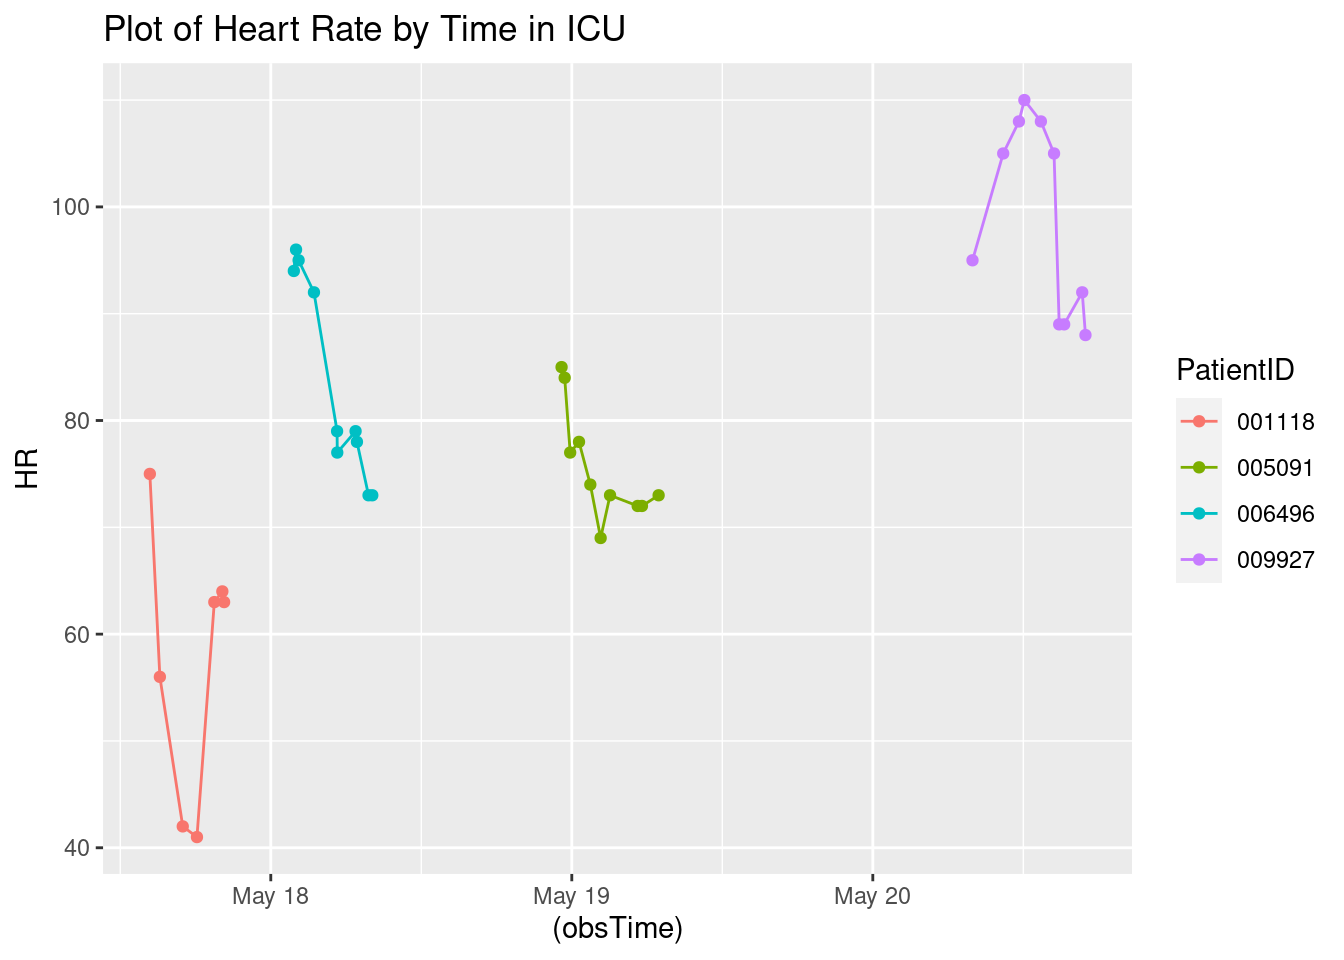 Plot of Heart Rate by Time in ICU
100
80
60
40
HR
May 18
May 19
May 20
(obsTime)
PatientID
001118
005091
006496
009927